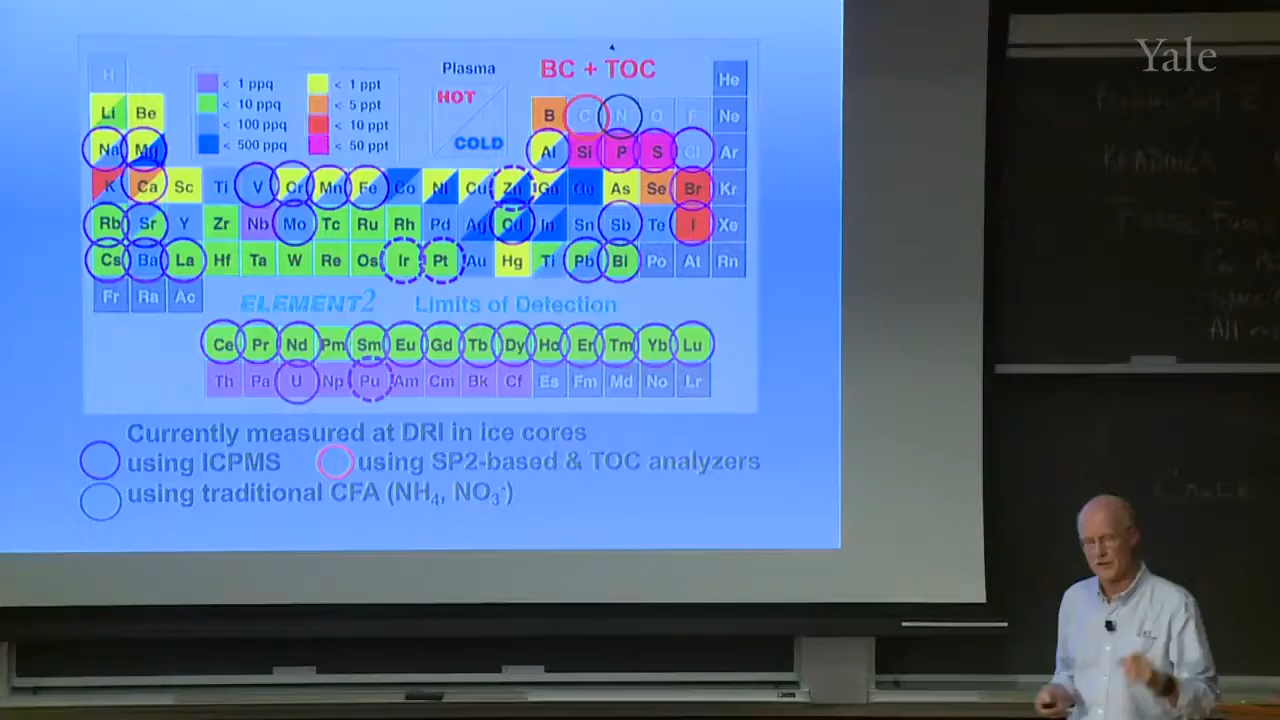 Yale
Plasma
BC + TOC
H
< 1 ppq
< 1 ppt
HOT
He
Li Be
< 10 ppq
< 5 ppt
B C N O F Ne
< 100 ppq
< 10 ppt
COLD
Na Mg
< 500 ppq
< 50 ppt
Al Si P S Cl Ar
K Ca Sc Ti V Cr Mn Fe Co Ni Cu Zn Ga Ge As Se Br Kr
Rb Sr Y Zr Nb Mo Tc Ru Rh Pd Ag Cd In Sn Sb Te I Xe
Cs Ba La Hf Ta W Re Os Ir Pt Au Hg Ti Pb Bi Po At Rn
Fr Ra Ac
ELEMENT2 Limits of Detection
Ce Pr Nd Pm Sm Eu Gd Tb Dy Ho Er Tm Yb Lu
Th Pa U Np Pu Am Cm Bk Cf Es Fm Md No Lr
Currently measured at DRI in ice cores
using ICPMS using SP2-based & TOC analyzers
using traditional CFA (NH₄, NO₃⁻)